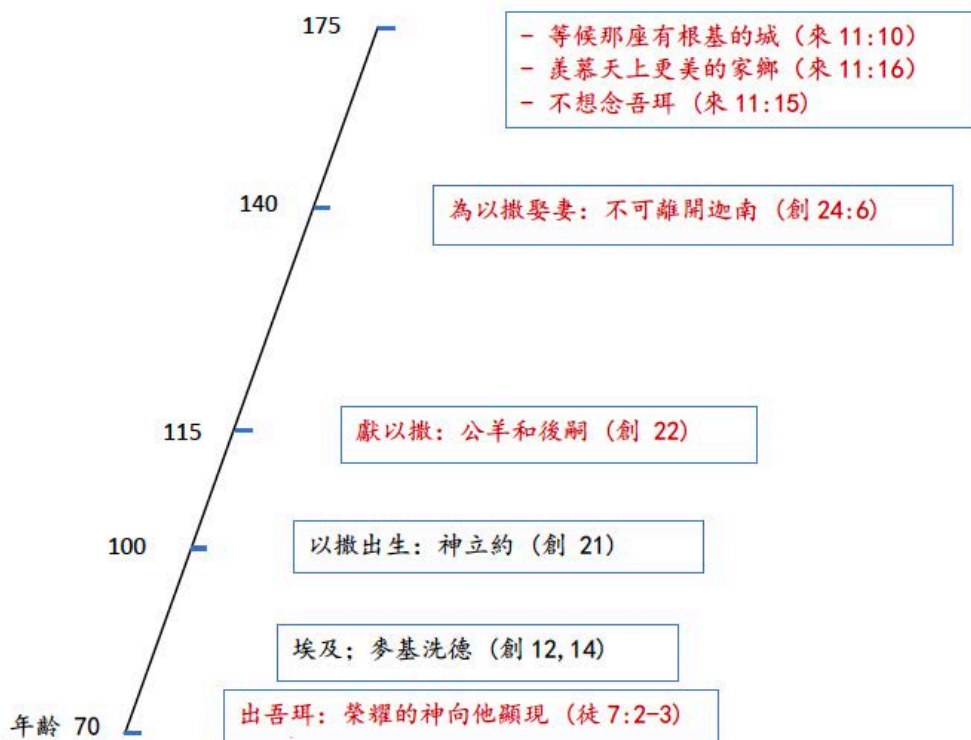 175
- 等候那座有根基的城 (來 11:10)
- 羨慕天上更美的家鄉 (來 11:16)
- 不想念吾珥 (來 11:15)
140
為以撒娶妻: 不可離開迦南 (創 24:6)
115
獻以撒: 公羊和後嗣 (創 22)
100
以撒出生: 神立約 (創 21)
埃及; 麥基洗德 (創 12, 14)
年齡 70
出吾珥: 榮耀的神向他顯現 (徒 7:2-3)